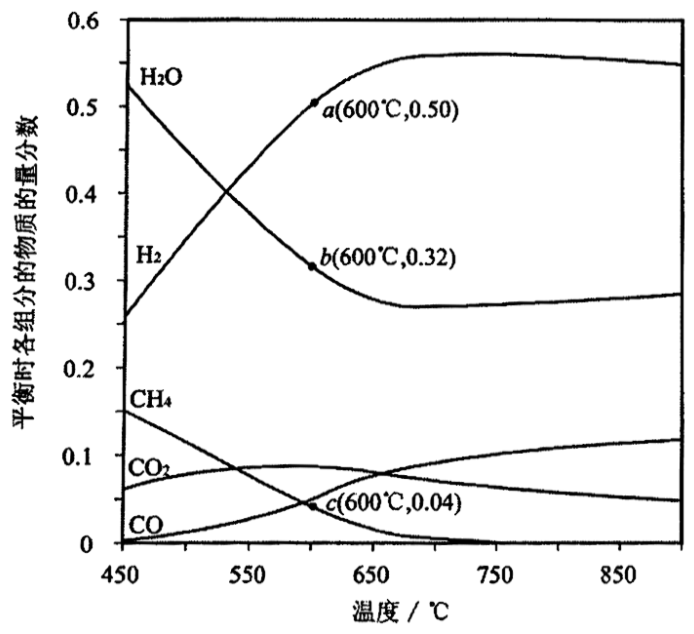 0.6
H₂O
0.5
a(600℃,0.50)
0.4
H₂
b(600℃,0.32)
0.3
0.2
CH₄
0.1
CO₂
c(600℃,0.04)
CO
0
450 550 650 750 850
温度 / ℃
平衡时各组分的物质的量分数